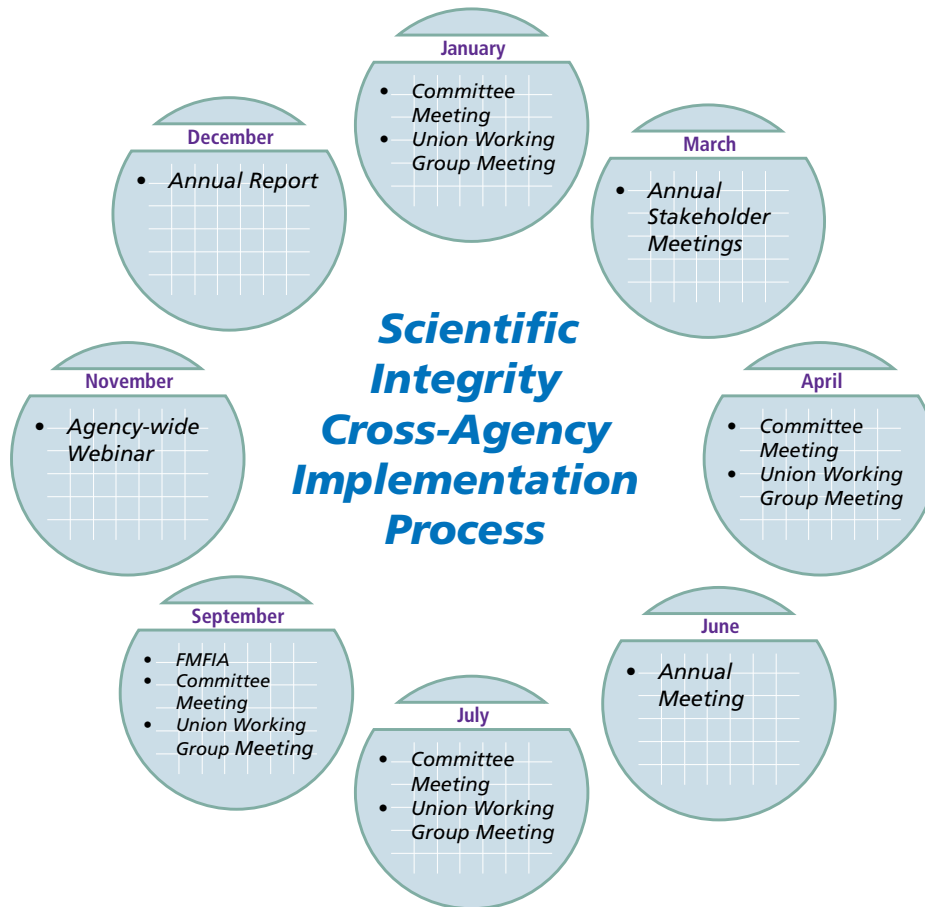 January
• Committee
Meeting
• Union Working
Group Meeting
March
• Annual
Stakeholder
Meetings
April
• Committee
Meeting
• Union Working
Group Meeting
June
• Annual
Meeting
July
• Committee
Meeting
• Union Working
Group Meeting
September
• FMFIA
• Committee
Meeting
• Union Working
Group Meeting
November
• Agency-wide
Webinar
December
• Annual Report
Scientific
Integrity
Cross-Agency
Implementation
Process